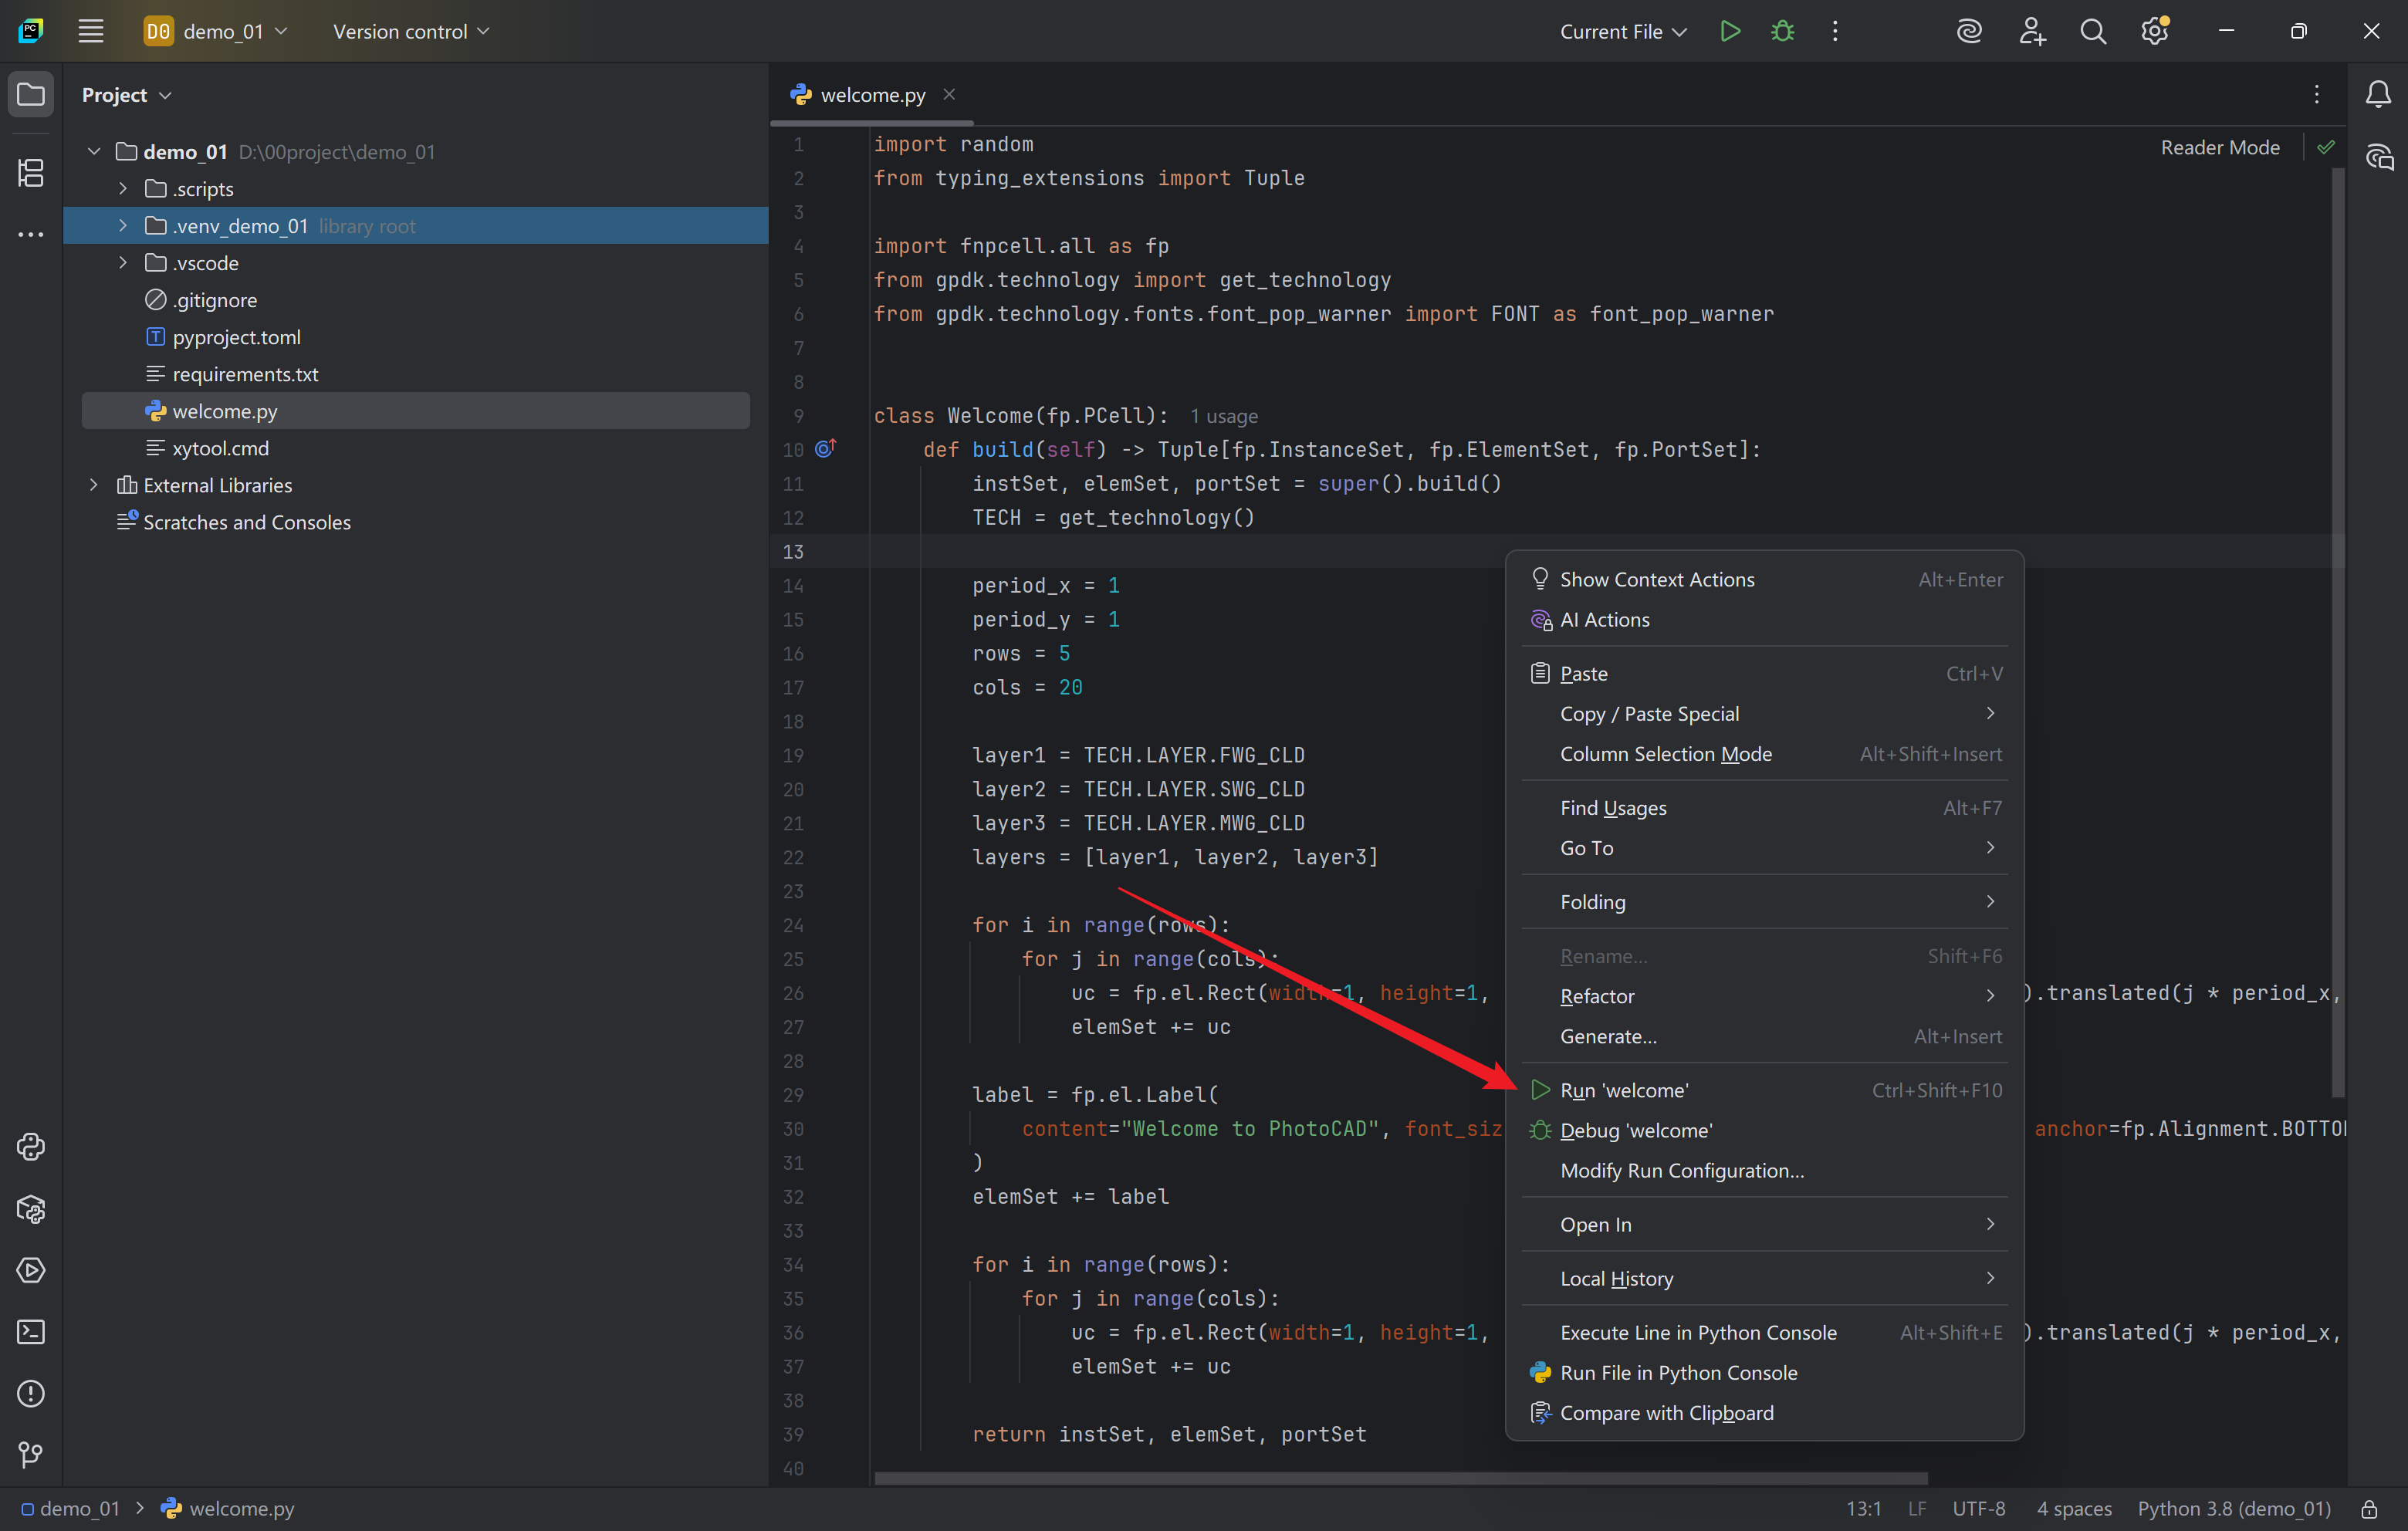 PC
D0 demo_01
Version control
Current File
Project
demo_01 D:\00project\demo_01
.scripts
.venv_demo_01 library root
.vscode
.gitignore
pyproject.toml
requirements.txt
welcome.py
xytool.cmd
External Libraries
Scratches and Consoles
welcome.py
Reader Mode
1 import random
2 from typing_extensions import Tuple
3
4 import fnpcell.all as fp
5 from gpdk.technology import get_technology
6 from gpdk.technology.fonts.font_pop_warner import FONT as font_pop_warner
7
8
9 class Welcome(fp.PCell): 1 usage
10 def build(self) -> Tuple[fp.InstanceSet, fp.ElementSet, fp.PortSet]:
11 instSet, elemSet, portSet = super().build()
12 TECH = get_technology()
13
14 period_x = 1
15 period_y = 1
16 rows = 5
17 cols = 20
18
19 layer1 = TECH.LAYER.FWG_CLD
20 layer2 = TECH.LAYER.SWG_CLD
21 layer3 = TECH.LAYER.MWG_CLD
22 layers = [layer1, layer2, layer3]
23
24 for i in range(rows):
25 for j in range(cols):
26 uc = fp.el.Rect(width=1, height=1, ).translated(j * period_x,
27 elemSet += uc
28
29 label = fp.el.Label(
30 content="Welcome to PhotoCAD", font_siz anchor=fp.Alignment.BOTTO
31 )
32 elemSet += label
33
34 for i in range(rows):
35 for j in range(cols):
36 uc = fp.el.Rect(width=1, height=1, ).translated(j * period_x,
37 elemSet += uc
38
39 return instSet, elemSet, portSet
40
Show Context Actions Alt+Enter
AI Actions
Paste Ctrl+V
Copy / Paste Special
Column Selection Mode Alt+Shift+Insert
Find Usages Alt+F7
Go To
Folding
Rename... Shift+F6
Refactor
Generate... Alt+Insert
Run 'welcome' Ctrl+Shift+F10
Debug 'welcome'
Modify Run Configuration...
Open In
Local History
Execute Line in Python Console Alt+Shift+E
Run File in Python Console
Compare with Clipboard
demo_01 > welcome.py
13:1 LF UTF-8 4 spaces Python 3.8 (demo_01)